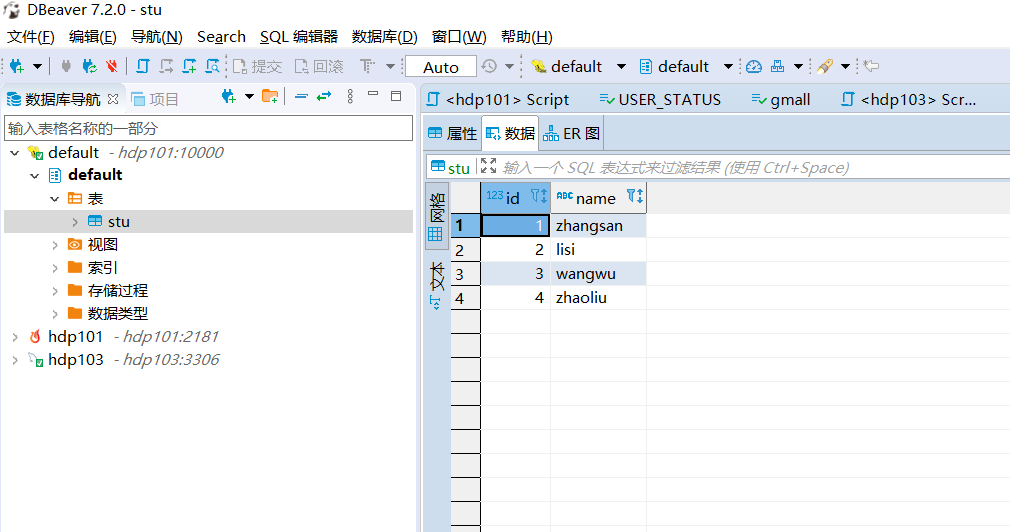 DBeaver 7.2.0 - stu
文件(F) 编辑(E) 导航(N) Search SQL 编辑器 数据库(D) 窗口(W) 帮助(H)
提交 回滚 Auto default default
数据库导航 项目
<hdp101> Script USER_STATUS gmall <hdp103> Scr...
输入表格名称的一部分
属性 数据 ER 图
default - hdp101:10000
stu 输入一个 SQL 表达式来过滤结果 (使用 Ctrl+Space)
default
表
stu
视图
索引
存储过程
数据类型
hdp101 - hdp101:2181
hdp103 - hdp103:3306
网格
文本
123 id ABC name
1 1 zhangsan
2 2 lisi
3 3 wangwu
4 4 zhaoliu